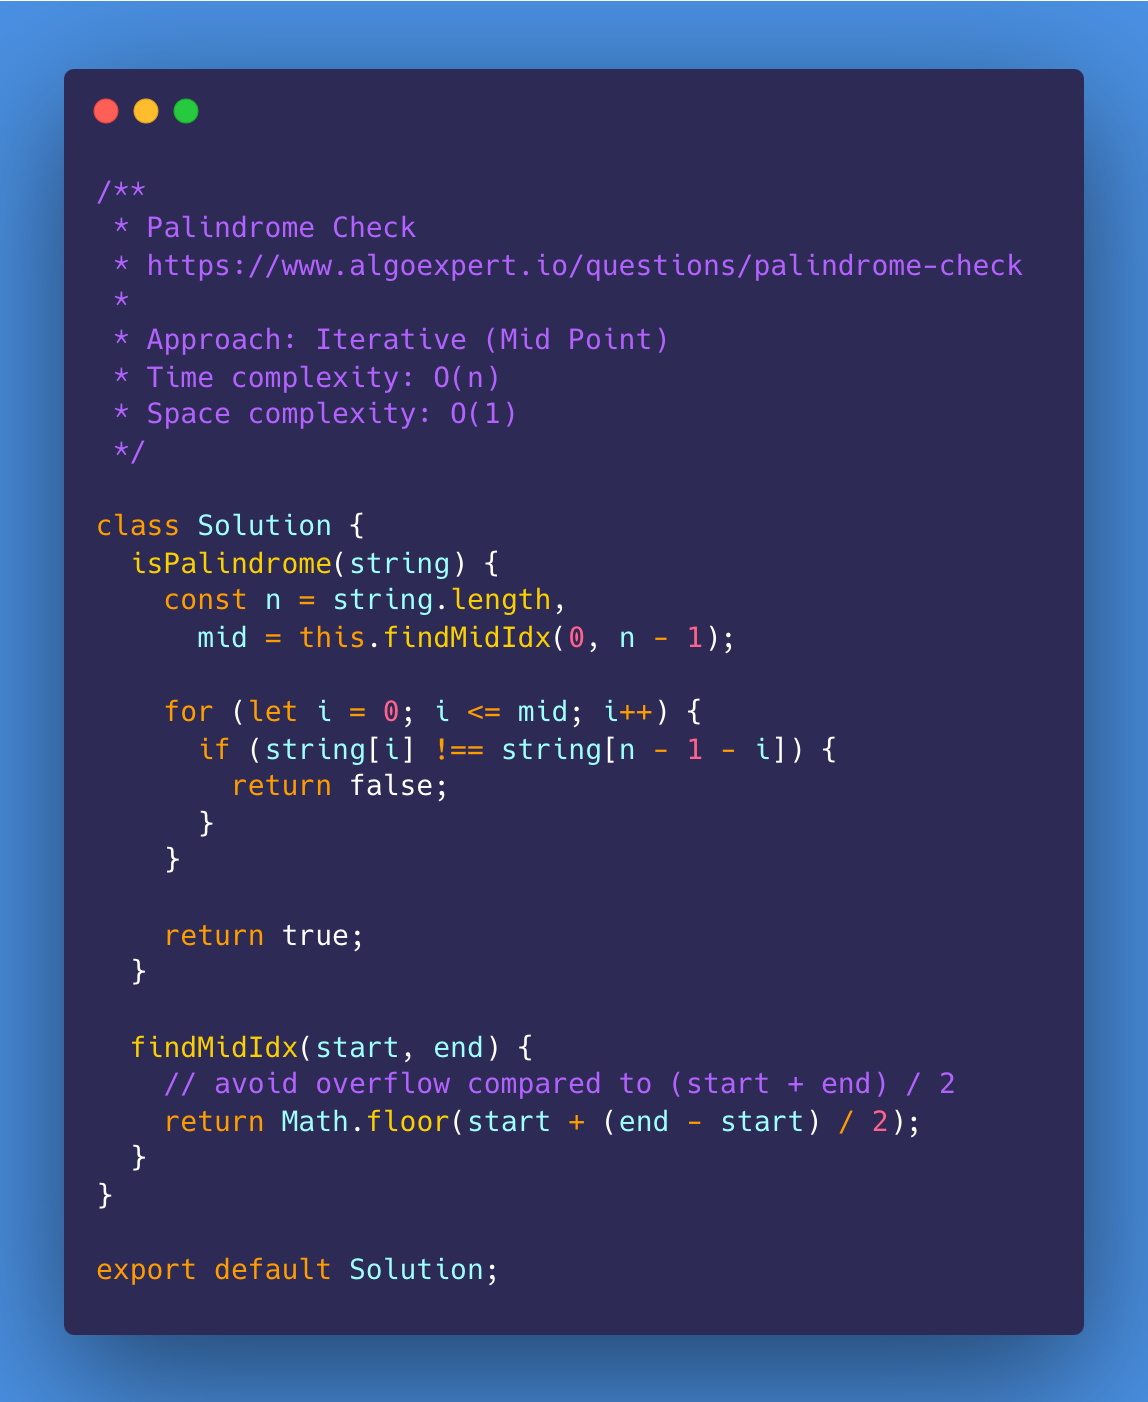 /**
 * Palindrome Check
 * https://www.algoexpert.io/questions/palindrome-check
 *
 * Approach: Iterative (Mid Point)
 * Time complexity: O(n)
 * Space complexity: O(1)
 */

class Solution {
  isPalindrome(string) {
    const n = string.length,
      mid = this.findMidIdx(0, n - 1);

    for (let i = 0; i <= mid; i++) {
      if (string[i] !== string[n - 1 - i]) {
        return false;
      }
    }

    return true;
  }

  findMidIdx(start, end) {
    // avoid overflow compared to (start + end) / 2
    return Math.floor(start + (end - start) / 2);
  }
}

export default Solution;